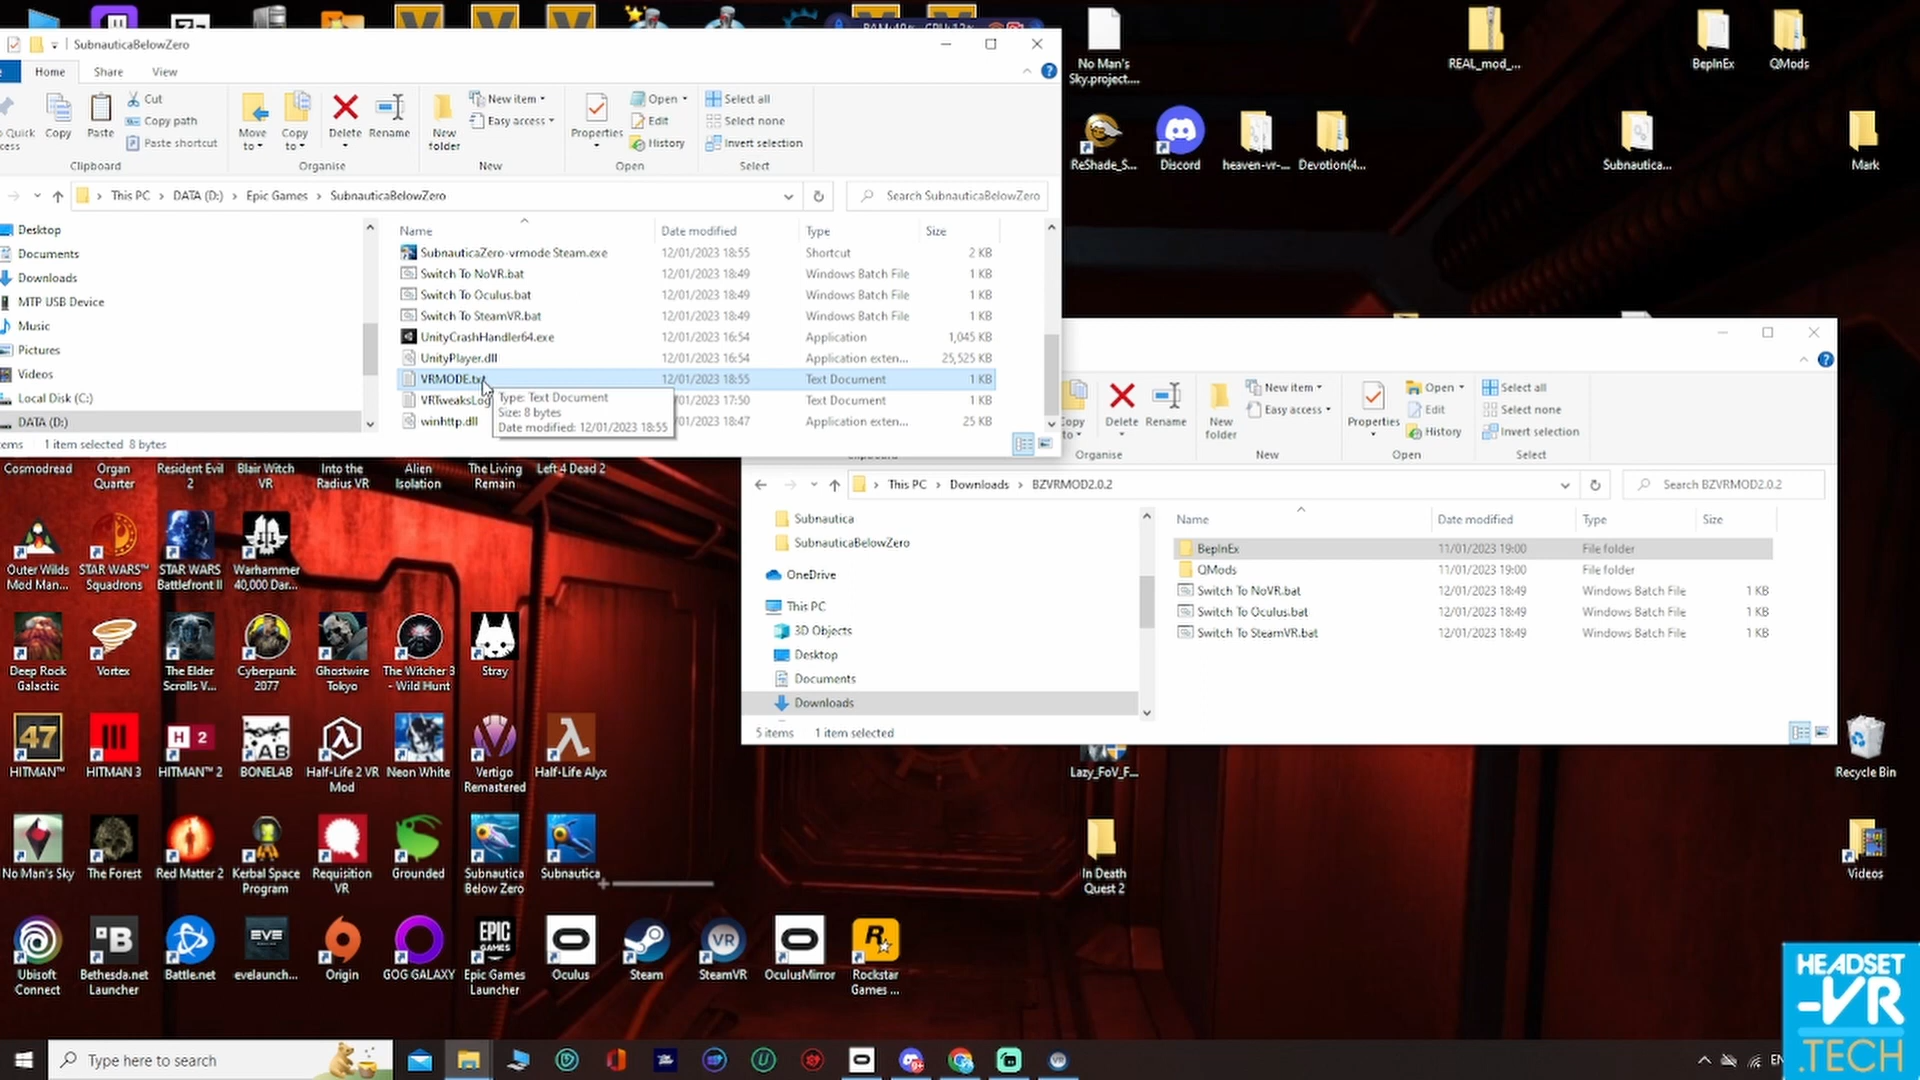 SubnauticaBelowZero
Home
Share
View
Copy
Paste
Cut
Copy path
Paste shortcut
Clipboard
Move to
Copy to
Delete
Rename
Organise
New folder
New item
Easy access
New
Properties
Open
Edit
History
Open
Select all
Select none
Invert selection
Select
This PC > DATA (D:) > Epic Games > SubnauticaBelowZero
Search SubnauticaBelowZero
Desktop
Documents
Downloads
MTP USB Device
Music
Pictures
Videos
Local Disk (C:)
DATA (D:)
Name Date modified Type Size
SubnauticaZero-vrmode Steam.exe 12/01/2023 18:55 Shortcut 2 KB
Switch To NoVR.bat 12/01/2023 18:49 Windows Batch File 1 KB
Switch To Oculus.bat 12/01/2023 18:49 Windows Batch File 1 KB
Switch To SteamVR.bat 12/01/2023 18:49 Windows Batch File 1 KB
UnityCrashHandler64.exe 12/01/2023 16:54 Application 1,045 KB
UnityPlayer.dll 12/01/2023 16:54 Application exten... 25,525 KB
VRMODE.txt 12/01/2023 18:55 Text Document 1 KB
VRTweaksLog 17:50 Text Document 1 KB
winhttp.dll 18:47 Application exten... 25 KB
Type: Text Document
Size: 8 bytes
Date modified: 12/01/2023 18:55
1 item selected 8 bytes
No Man's Sky.project....
REAL_mod_...
BepInEx
QMods
ReShade_S...
Discord
heaven-vr-...
Devotion(4...
Subnautica...
Mark
Delete
Rename
Organise
New folder
New item
Easy access
New
Properties
Open
Edit
History
Open
Select all
Select none
Invert selection
Select
This PC > Downloads > BZVRMOD2.0.2
Search BZVRMOD2.0.2
Subnautica
SubnauticaBelowZero
OneDrive
This PC
3D Objects
Desktop
Documents
Downloads
Name Date modified Type Size
BepInEx 11/01/2023 19:00 File folder
QMods 11/01/2023 19:00 File folder
Switch To NoVR.bat 12/01/2023 18:49 Windows Batch File 1 KB
Switch To Oculus.bat 12/01/2023 18:49 Windows Batch File 1 KB
Switch To SteamVR.bat 12/01/2023 18:49 Windows Batch File 1 KB
5 items 1 item selected
Cosmodread
Organ Quarter
Resident Evil 2
Blair Witch VR
Into the Radius VR
Alien Isolation
The Living Remain
Left 4 Dead 2
Outer Wilds Mod Man...
STAR WARS™ Squadrons
STAR WARS Battlefront II
Warhammer 40,000 Dar...
Deep Rock Galactic
Vortex
The Elder Scrolls V...
Cyberpunk 2077
Ghostwire Tokyo
The Witcher 3 - Wild Hunt
Stray
HITMAN™
HITMAN 3
HITMAN™ 2
BONELAB
Half-Life 2 VR Mod
Neon White
Vertigo Remastered
Half-Life Alyx
Lazy_FoV_F...
Recycle Bin
No Man's Sky
The Forest
Red Matter 2
Kerbal Space Program
Requisition VR
Grounded
Subnautica Below Zero
Subnautica
In Death Quest 2
Videos
Ubisoft Connect
Bethesda.net Launcher
Battle.net
evelaunch...
Origin
GOG GALAXY
Epic Games Launcher
Oculus
Steam
SteamVR
OculusMirror
Rockstar Games ...
HEADSET
-VR
.TECH
Type here to search